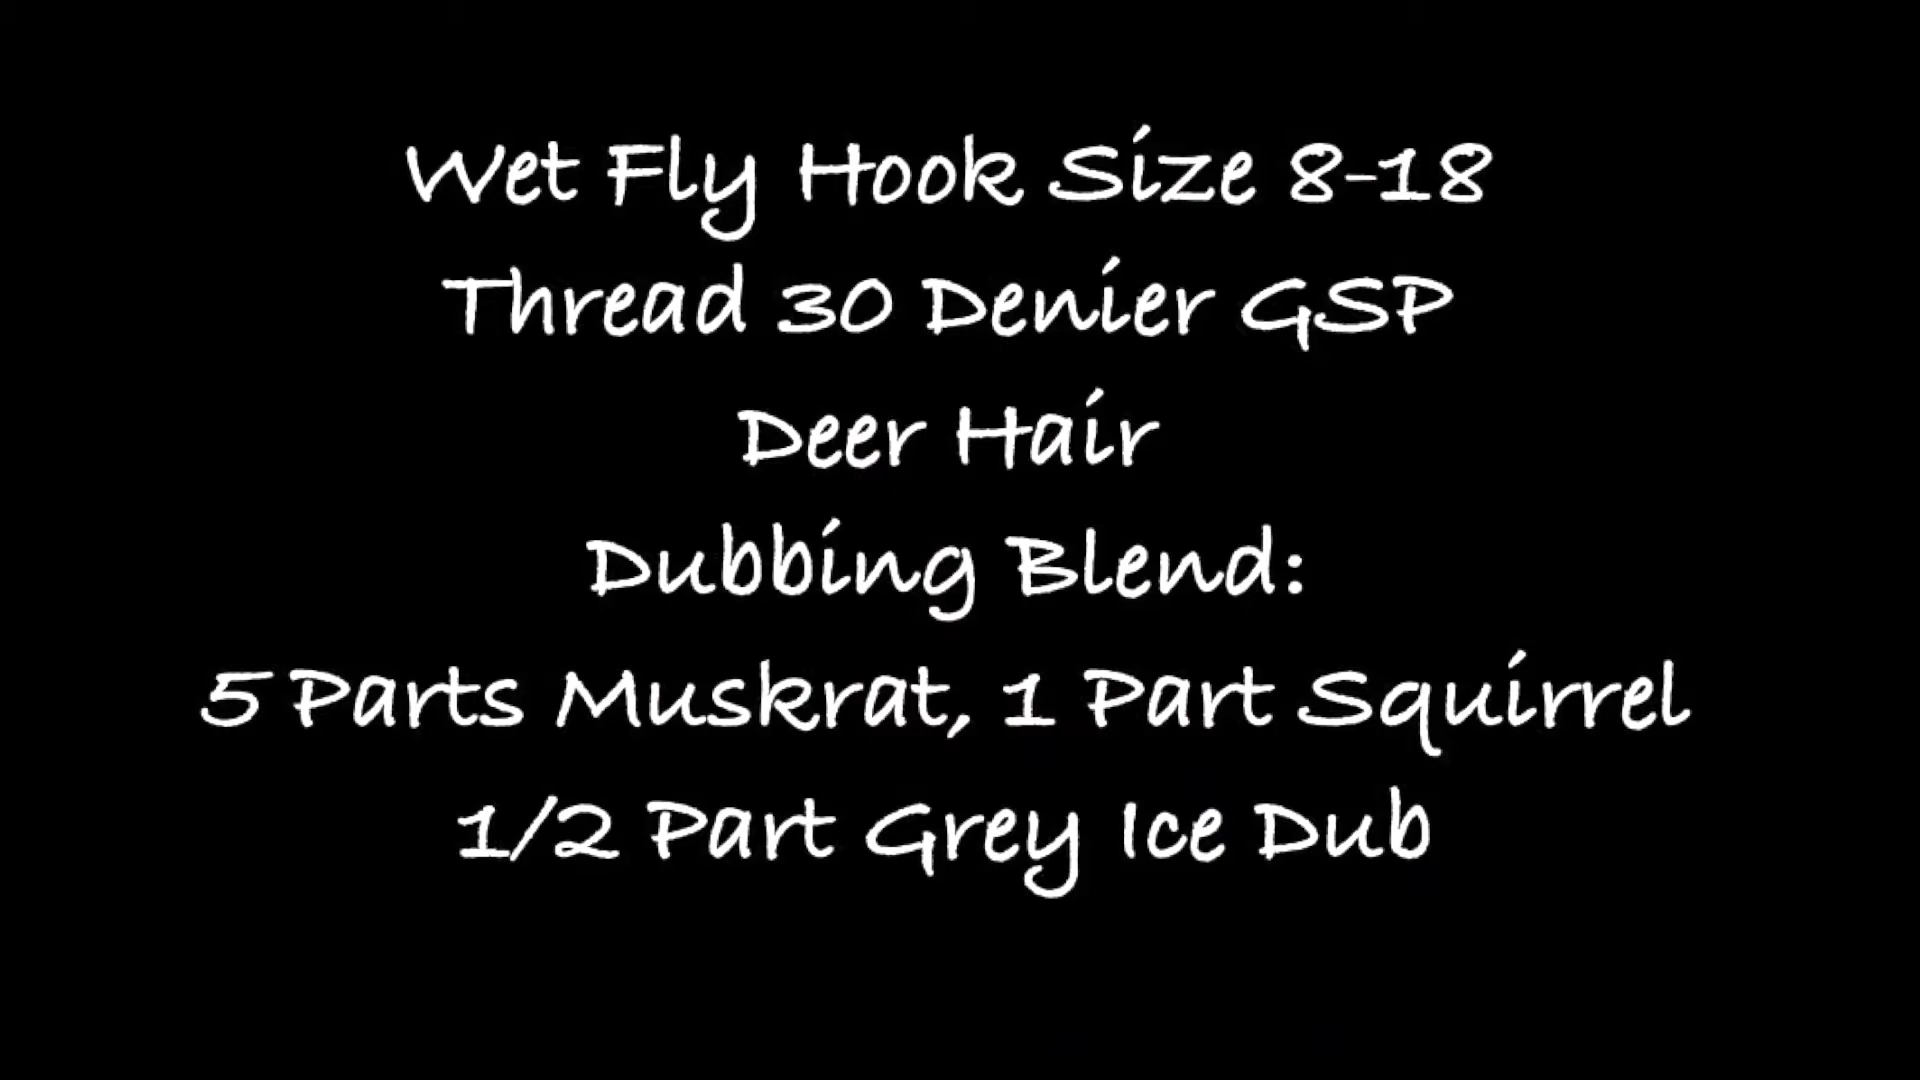 Wet Fly Hook Size 8-18
Thread 30 Denier GSP
Deer Hair
Dubbing Blend:
5 Parts Muskrat, 1 Part Squirrel
1/2 Part Grey Ice Dub